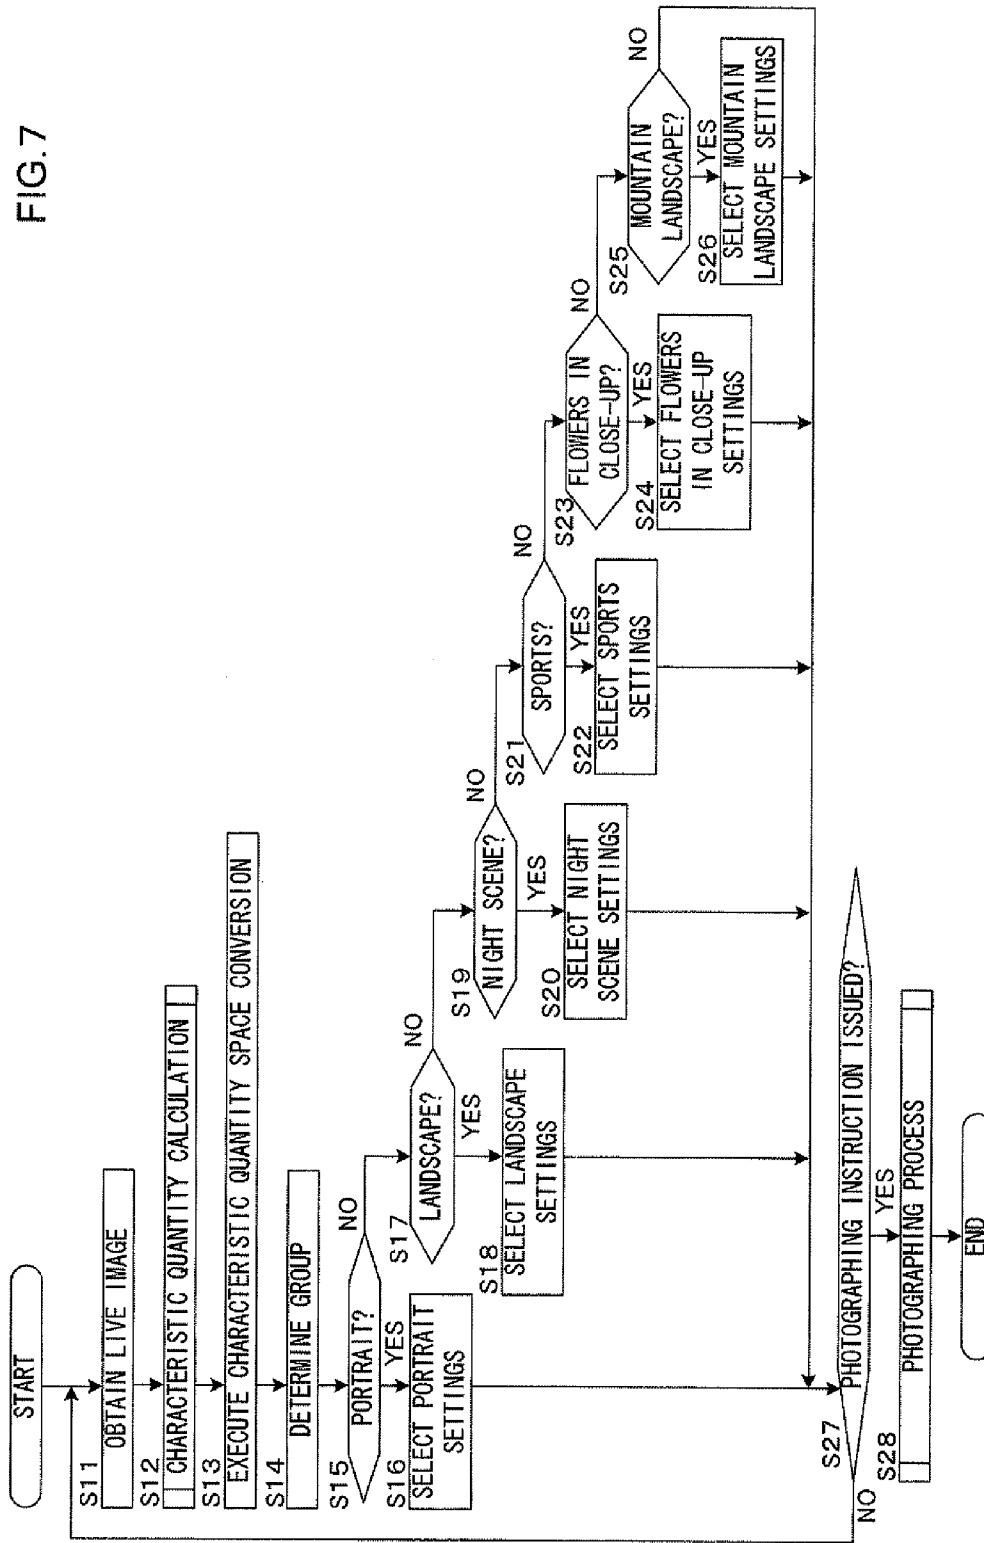 FIG.7
START
S11
OBTAIN LIVE IMAGE
S12
CHARACTERISTIC QUANTITY CALCULATION
S13
EXECUTE CHARACTERISTIC QUANTITY SPACE CONVERSION
S14
DETERMINE GROUP
S15
PORTRAIT?
NO
YES
S16
SELECT PORTRAIT
SETTINGS
S17
LANDSCAPE?
NO
YES
S18
SELECT LANDSCAPE
SETTINGS
S19
NIGHT SCENE?
NO
YES
S20
SELECT NIGHT
SCENE SETTINGS
S21
SPORTS?
NO
YES
S22
SELECT SPORTS
SETTINGS
S23
FLOWERS IN
CLOSE-UP?
NO
YES
S24
SELECT FLOWERS
IN CLOSE-UP
SETTINGS
S25
MOUNTAIN
LANDSCAPE?
NO
YES
S26
SELECT MOUNTAIN
LANDSCAPE SETTINGS
S27
PHOTOGRAPHING INSTRUCTION ISSUED?
NO
YES
S28
PHOTOGRAPHING PROCESS
END